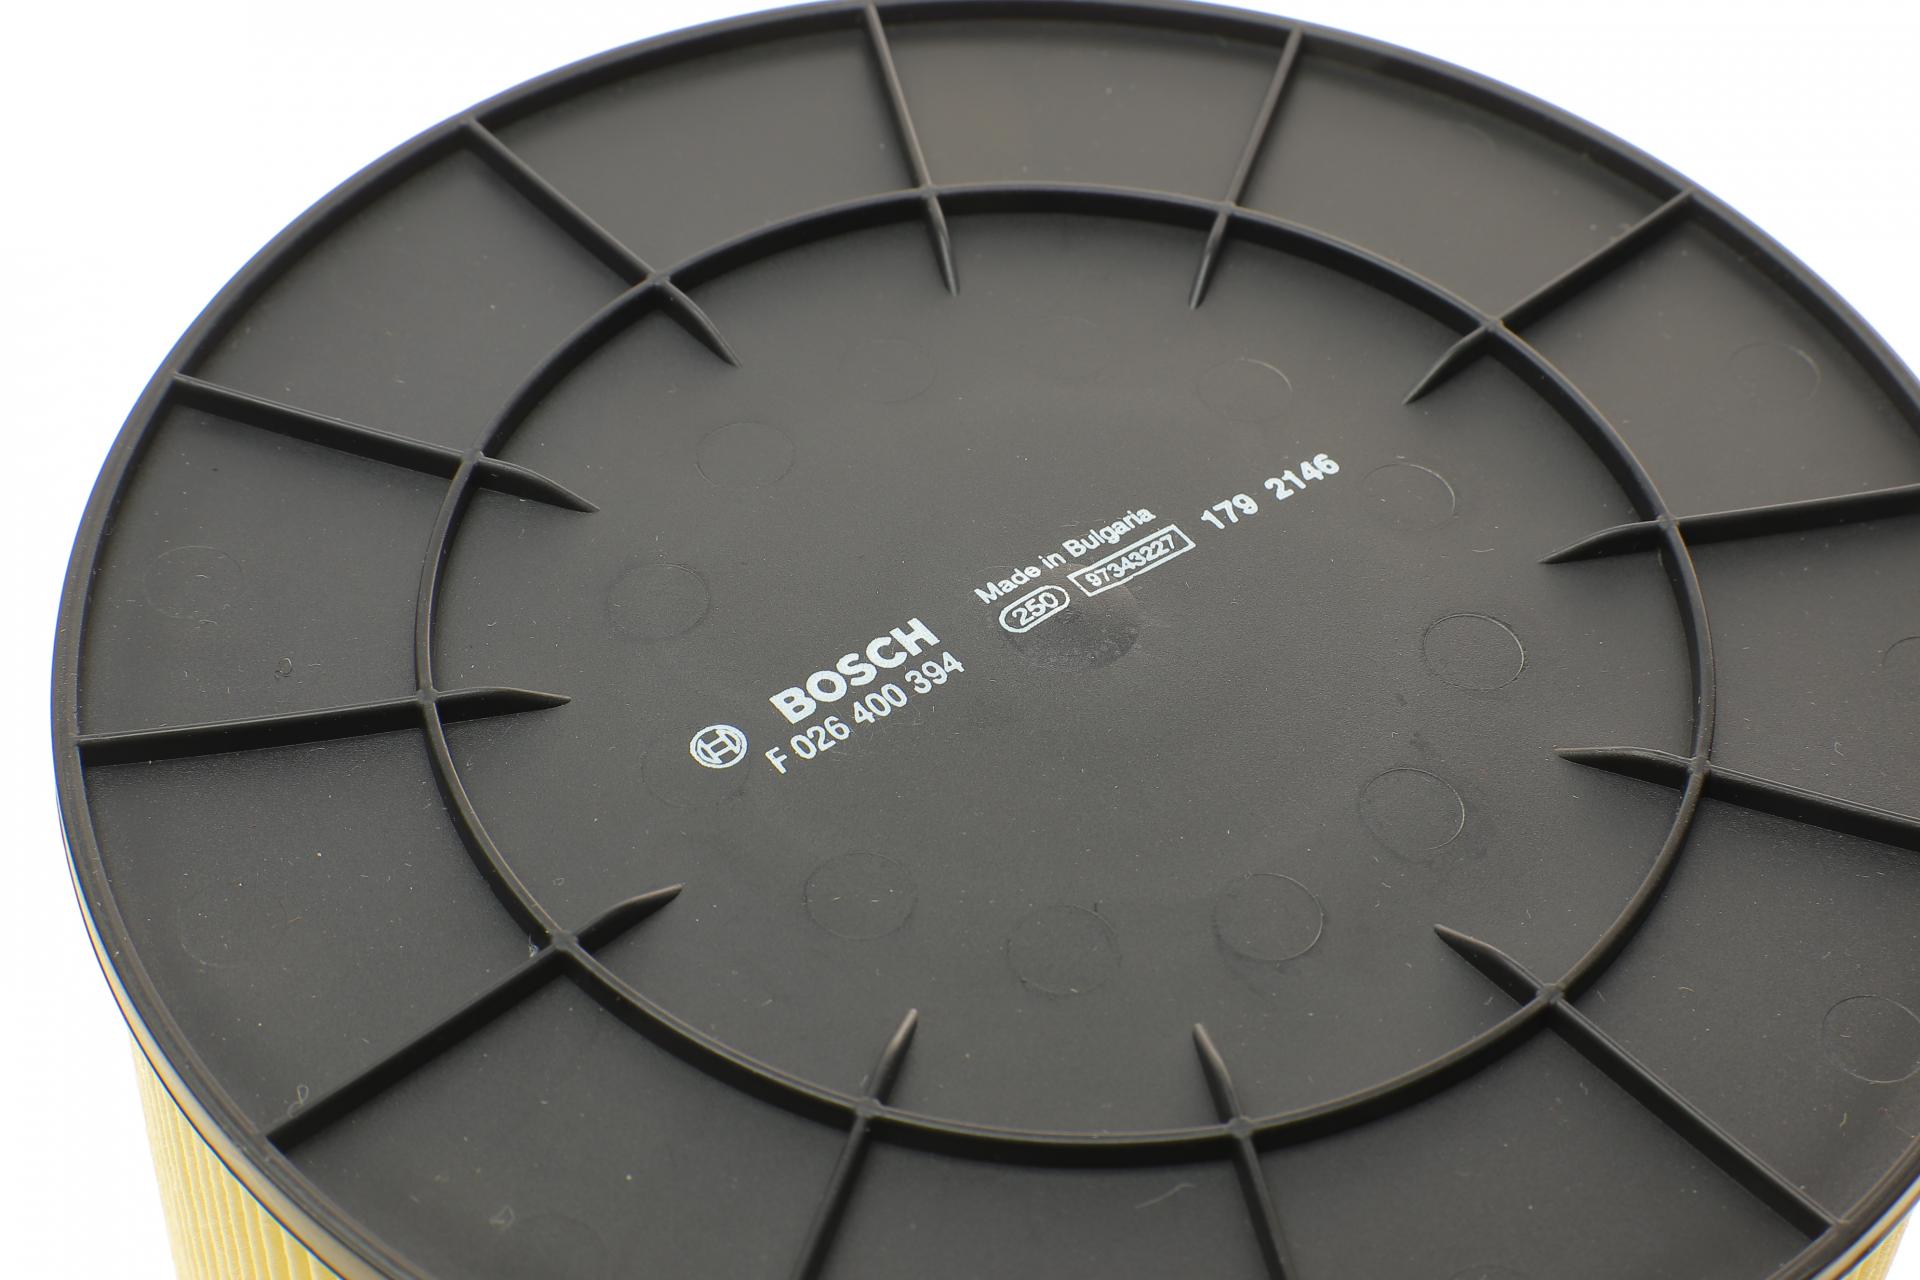 BOSCH
F 026 400 394
Made in Bulgaria
250 97343227 179 2146